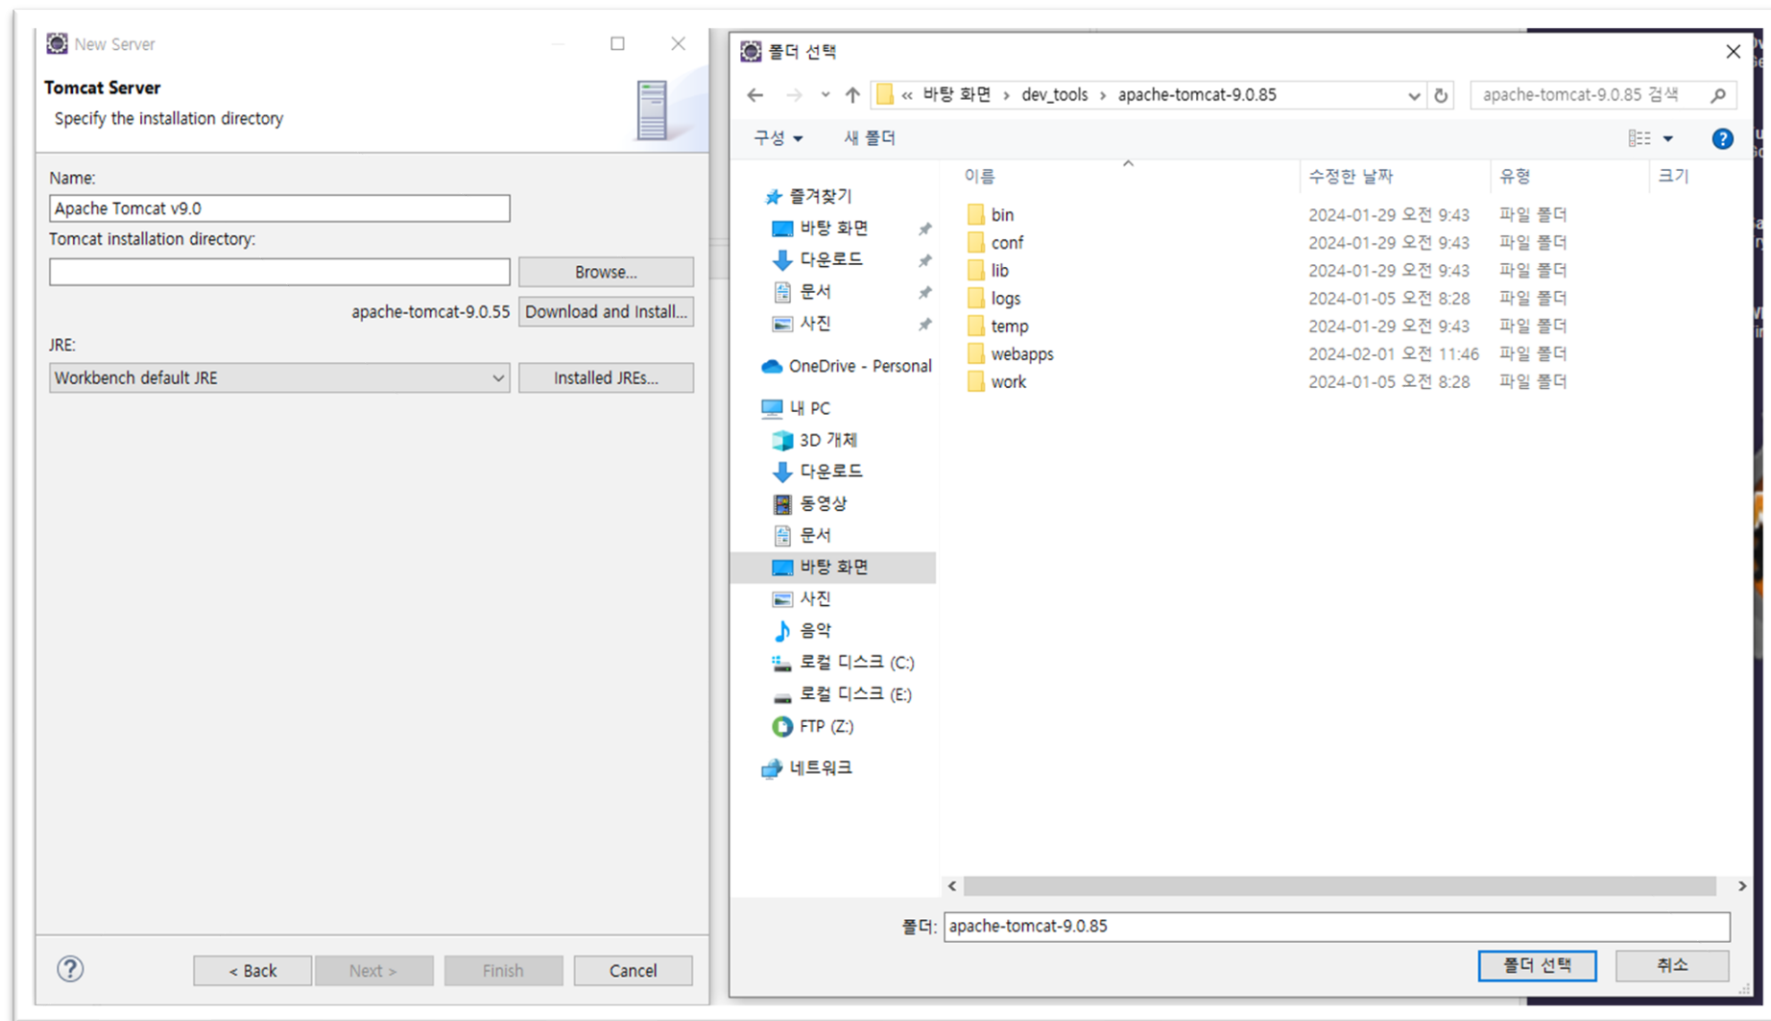 New Server
Tomcat Server
Specify the installation directory
Name:
Apache Tomcat v9.0
Tomcat installation directory:
Browse...
apache-tomcat-9.0.55 Download and Install...
JRE:
Workbench default JRE
Installed JREs...
< Back
Next >
Finish
Cancel
폴더 선택
« 바탕 화면 › dev_tools › apache-tomcat-9.0.85
apache-tomcat-9.0.85 검색
구성
새 폴더
즐겨찾기
바탕 화면
다운로드
문서
사진
OneDrive - Personal
내 PC
3D 개체
다운로드
동영상
문서
바탕 화면
사진
음악
로컬 디스크 (C:)
로컬 디스크 (E:)
FTP (Z:)
네트워크
이름 수정한 날짜 유형 크기
bin 2024-01-29 오전 9:43 파일 폴더
conf 2024-01-29 오전 9:43 파일 폴더
lib 2024-01-29 오전 9:43 파일 폴더
logs 2024-01-05 오전 8:28 파일 폴더
temp 2024-01-29 오전 9:43 파일 폴더
webapps 2024-02-01 오전 11:46 파일 폴더
work 2024-01-05 오전 8:28 파일 폴더
폴더: apache-tomcat-9.0.85
폴더 선택
취소